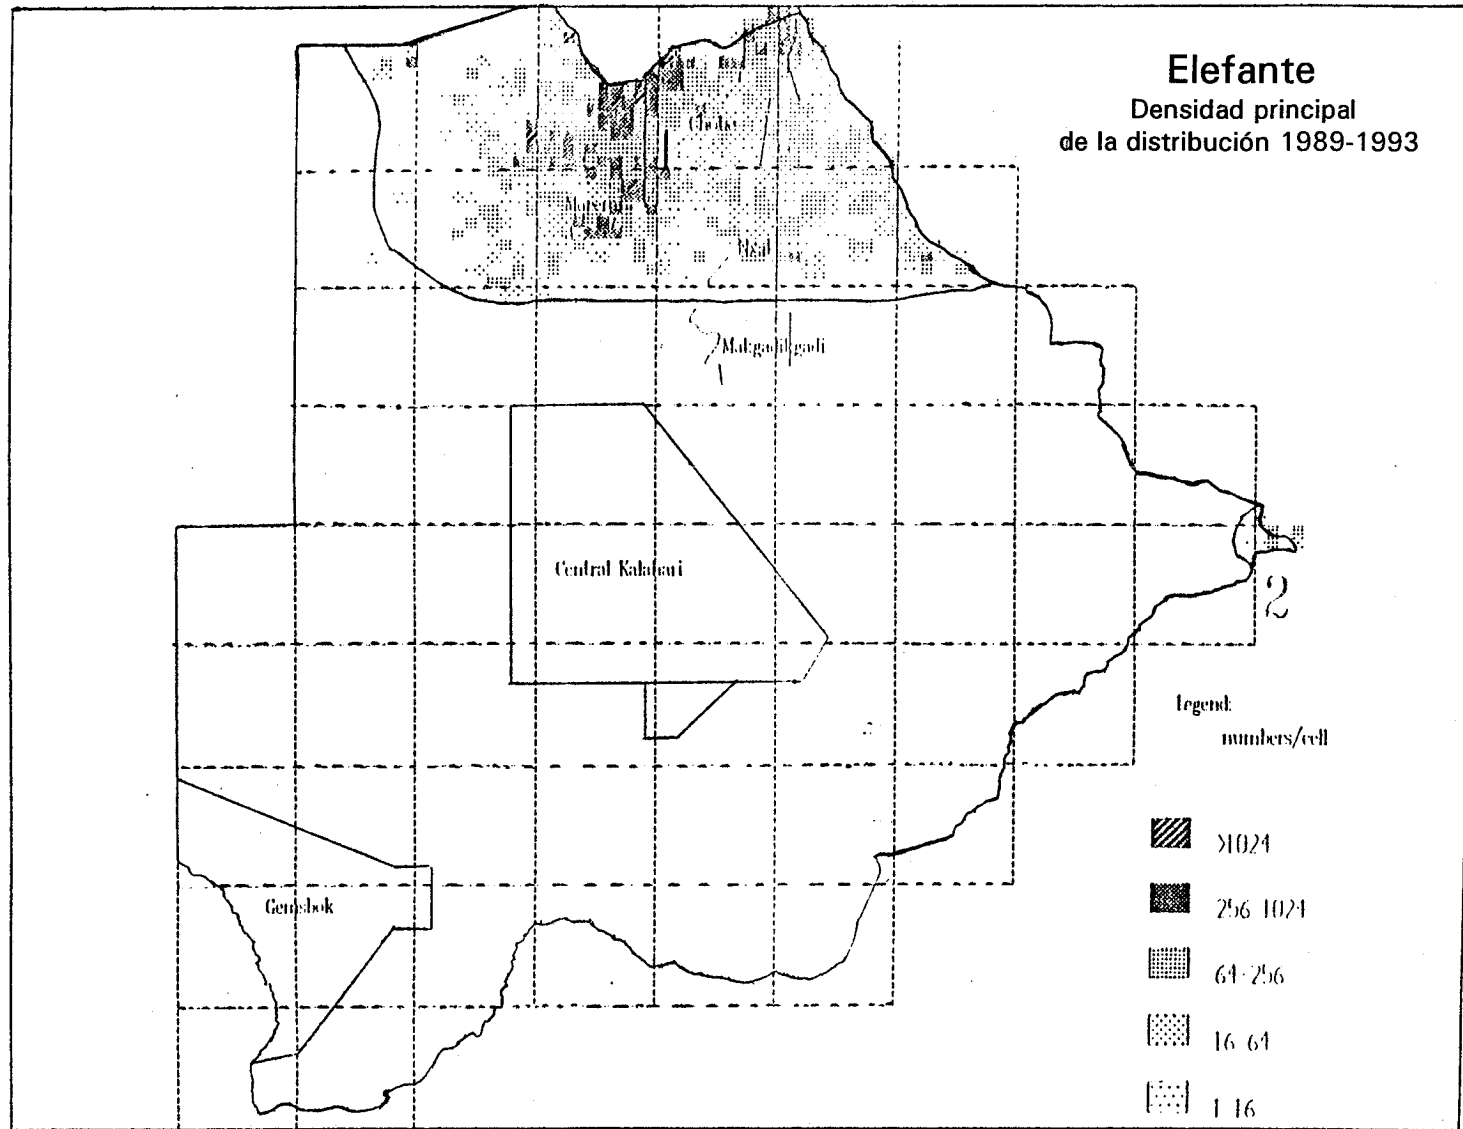 Elefante
Densidad principal
de la distribución 1989-1993
Chobe
Moremi
Nxai
Makgadikgadi
Central Kalahari
2
Legend:
numbers/cell
Gemsbok
>1024
256-1024
64-256
16-64
1-16